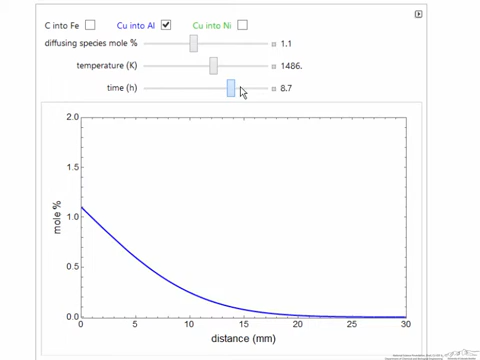 C into Fe Cu into Al Cu into Ni
diffusing species mole % 1.1
temperature (K) 1486.
time (h) 8.7
2.0
1.5
1.0
0.5
0.0
mole %
0 5 10 15 20 25 30
distance (mm)